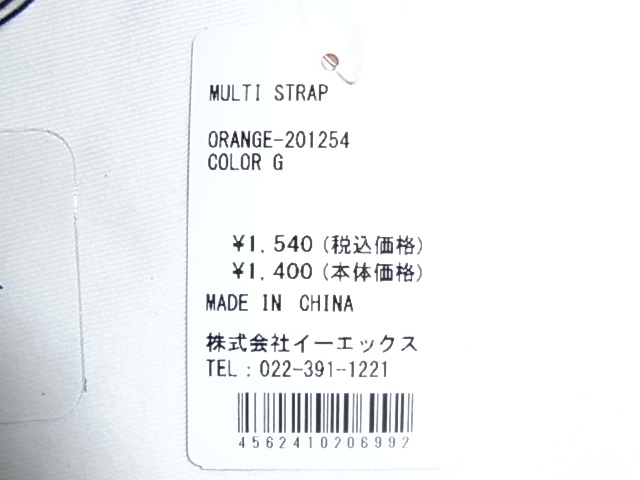 MULTI STRAP
ORANGE-201254
COLOR G
¥1,540(税込価格)
¥1,400(本体価格)
MADE IN CHINA
株式会社イーエックス
TEL:022-391-1221
4562410206992